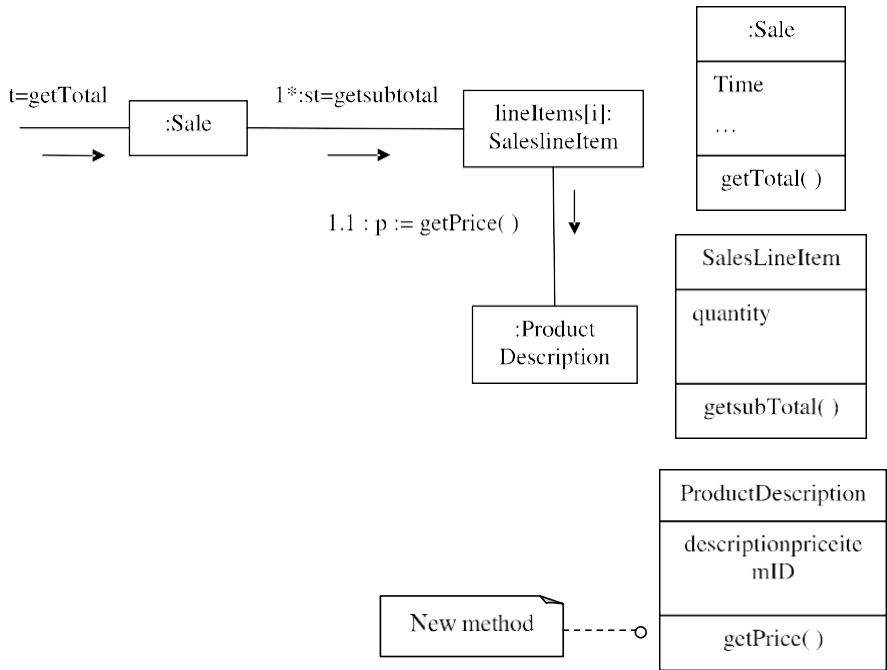 t=getTotal
:Sale
1*:st=getsubtotal
lineItems[i]:
SaleslineItem
1.1 : p := getPrice( )
:Product
Description
:Sale
Time
...
getTotal( )
SalesLineItem
quantity
getsubTotal( )
ProductDescription
descriptionpriceite
mID
getPrice( )
New method